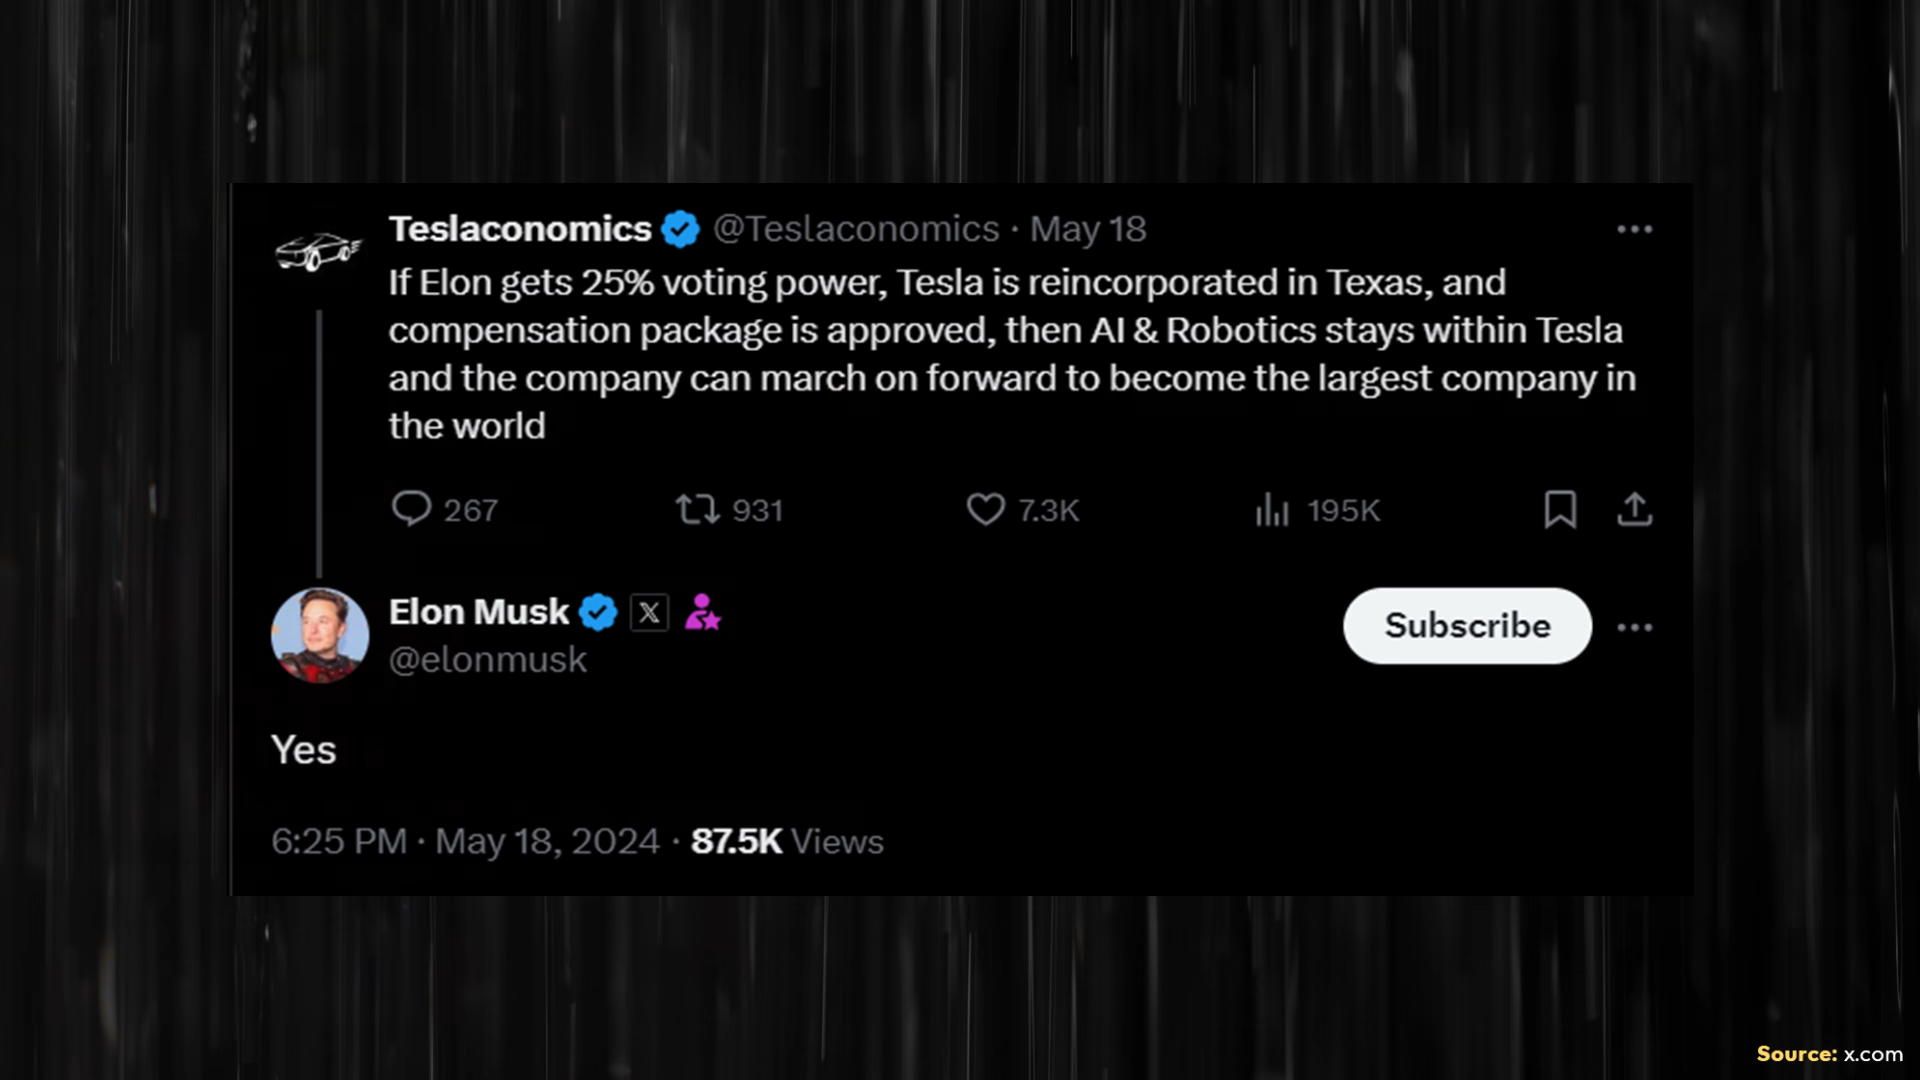 Teslaconomics @Teslaconomics · May 18
If Elon gets 25% voting power, Tesla is reincorporated in Texas, and
compensation package is approved, then AI & Robotics stays within Tesla
and the company can march on forward to become the largest company in
the world
267 931 7.3K 195K
Elon Musk
@elonmusk
Subscribe
Yes
6:25 PM · May 18, 2024 · 87.5K Views
Source: x.com